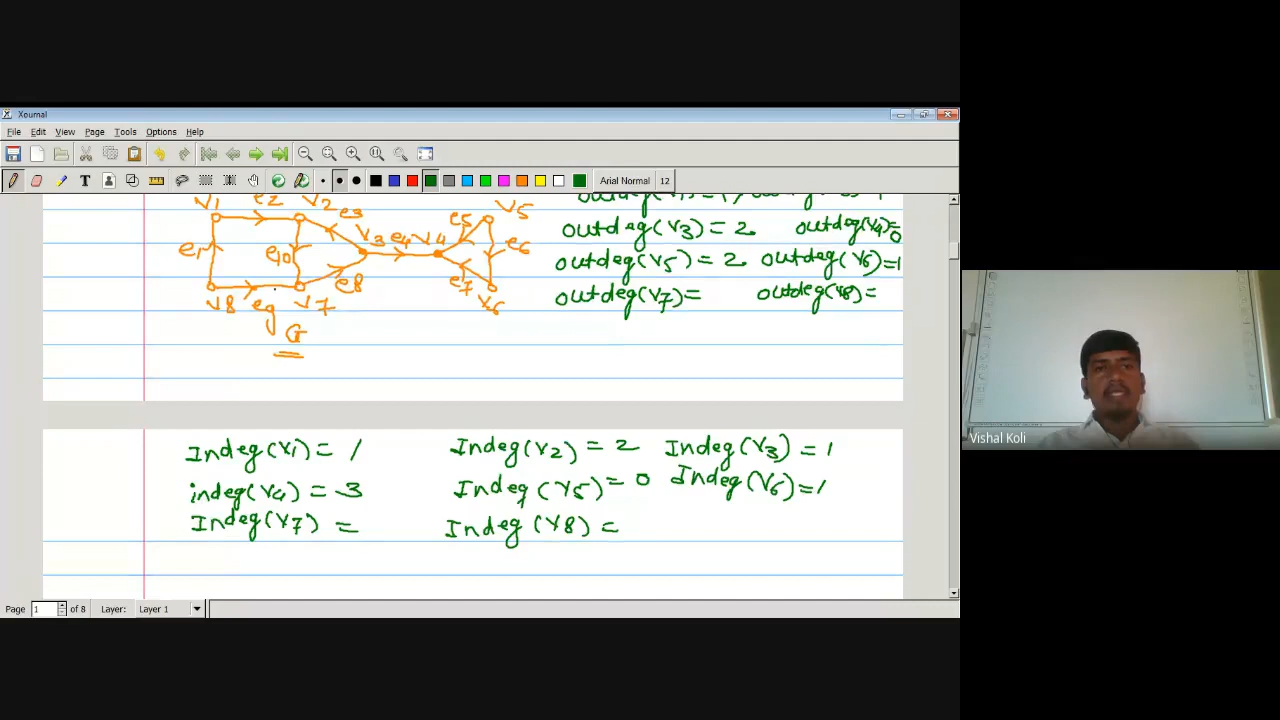 Xournal
File Edit View Page Tools Options Help
Arial Normal 12
V1 e2 V2 e3 V5
e1 e10 V3 e4 V4 e5 e6
e8 e7
V8 e9 V7 V6
G
outdeg(V3) = 2 outdeg(V4)=0
outdeg(V5) = 2 outdeg(V6)=1
outdeg(V7)= outdeg(V8)=
Indeg(V1) = 1 Indeg(V2) = 2 Indeg(V3) = 1
indeg(V4) = 3 Indeg(V5) = 0 Indeg(V6)=1
Indeg(V7) = Indeg(V8) =
Page 1 of 8 Layer: Layer 1
Vishal Koli